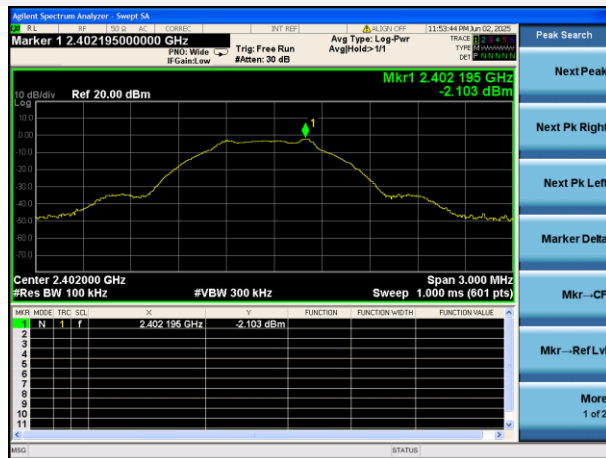 Agilent Spectrum Analyzer - Swept SA
RL RF 50 Ω AC CORREC INT REF ALIGN OFF 11:53:44 PM Jun 02, 2025
Marker 1 2.402195000000 GHz
PNO: Wide
IFGain:Low
Trig: Free Run
#Atten: 30 dB
Avg Type: Log-Pwr
Avg|Hold:>1/1
TRACE 1 2 3 4 5 6
TYPE M
DET P N N N N N
Mkr1 2.402 195 GHz
-2.103 dBm
10 dB/div Ref 20.00 dBm
Log
10.0
0.00
-10.0
-20.0
-30.0
-40.0
-50.0
-60.0
-70.0
1
Center 2.402000 GHz
Span 3.000 MHz
#Res BW 100 kHz #VBW 300 kHz Sweep 1.000 ms (601 pts)
MKR MODE TRC SCL X Y FUNCTION FUNCTION WIDTH FUNCTION VALUE
1 N 1 f 2.402 195 GHz -2.103 dBm
2
3
4
5
6
7
8
9
10
11
MSG STATUS
Peak Search
Next Peak
Next Pk Right
Next Pk Left
Marker Delta
Mkr→CF
Mkr→Ref Lvl
More
1 of 2